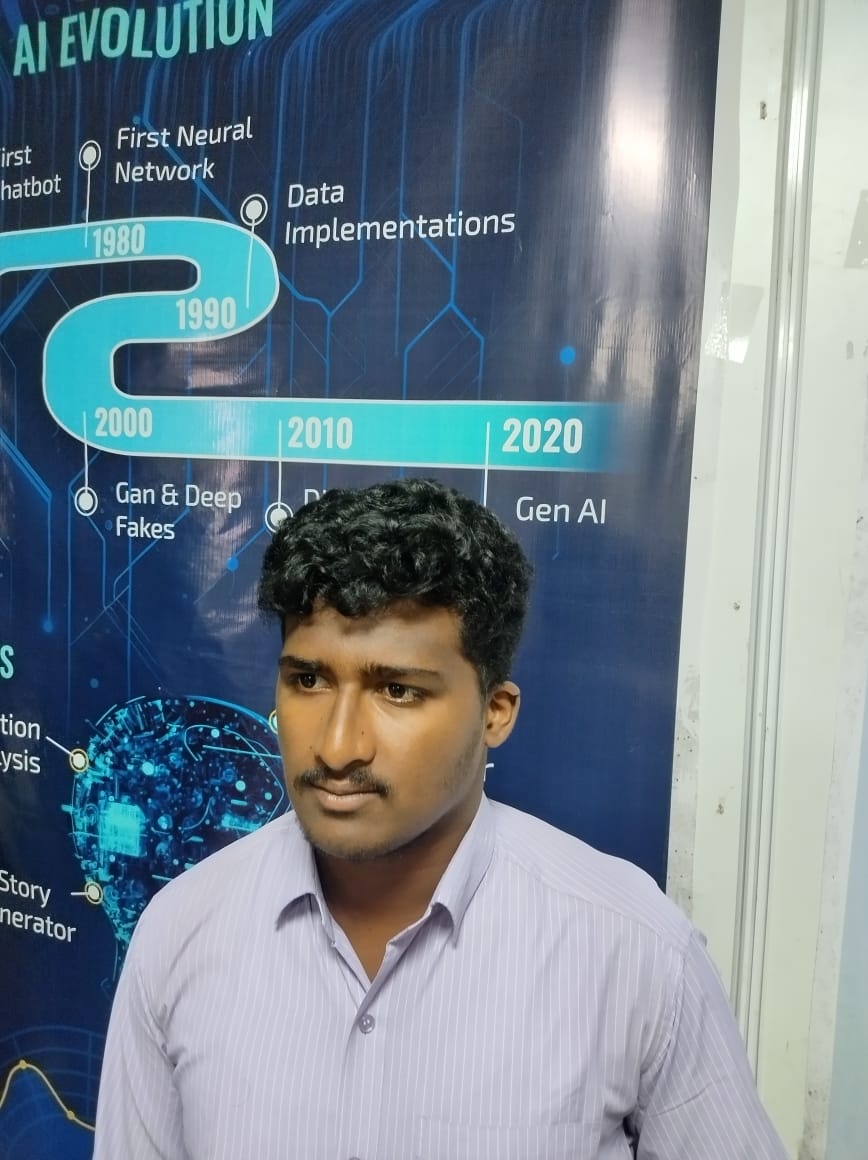 AI EVOLUTION
irst
hatbot
First Neural
Network
Data
Implementations
1980
1990
2000
2010
2020
Gan & Deep
Fakes
Gen AI
S
tion
ysis
r
Story
nerator